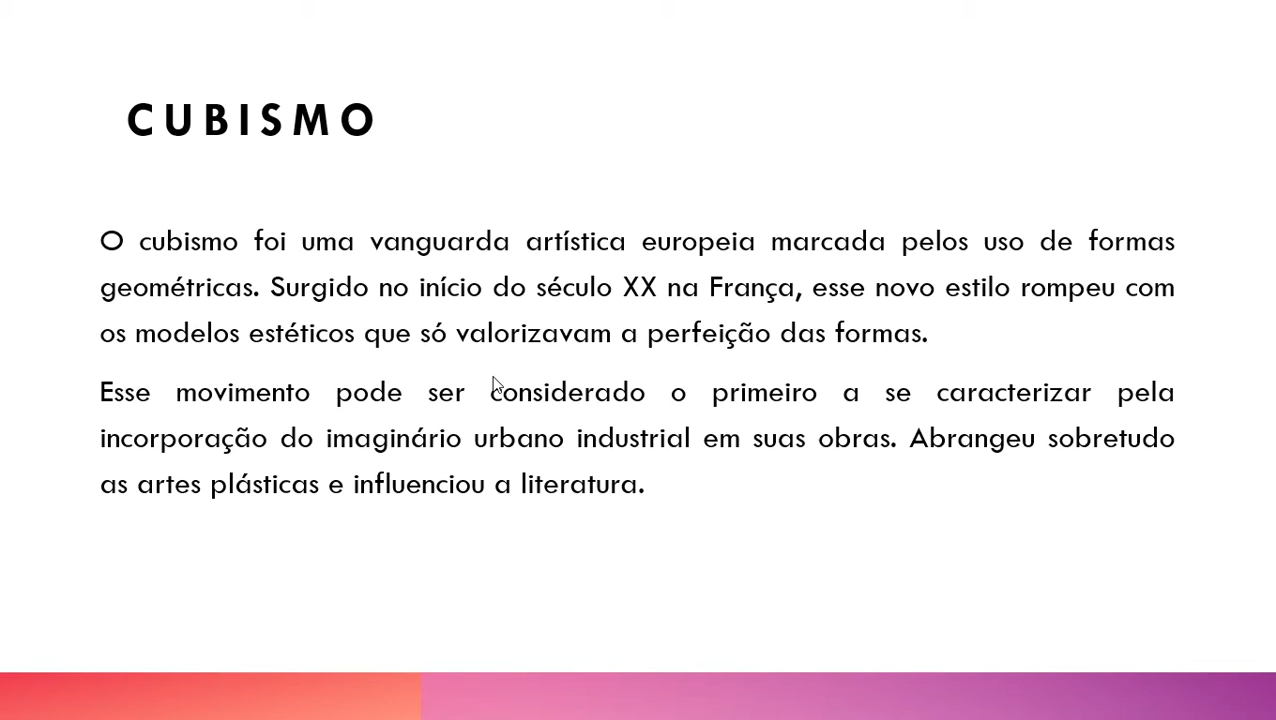 CUBISMO
O cubismo foi uma vanguarda artística europeia marcada pelos uso de formas
geométricas. Surgido no início do século XX na França, esse novo estilo rompeu com
os modelos estéticos que só valorizavam a perfeição das formas.
Esse movimento pode ser considerado o primeiro a se caracterizar pela
incorporação do imaginário urbano industrial em suas obras. Abrangeu sobretudo
as artes plásticas e influenciou a literatura.